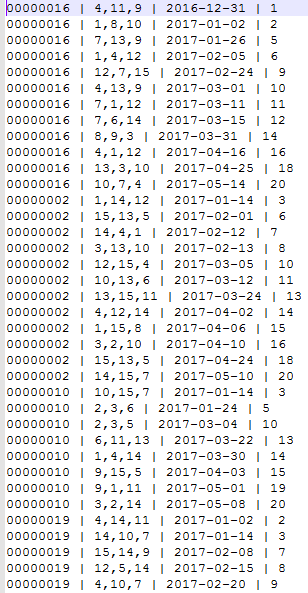 00000016 | 4,11,9 | 2016-12-31 | 1
00000016 | 1,8,10 | 2017-01-02 | 2
00000016 | 7,13,9 | 2017-01-26 | 5
00000016 | 1,4,12 | 2017-02-05 | 6
00000016 | 12,7,15 | 2017-02-24 | 9
00000016 | 4,13,9 | 2017-03-01 | 10
00000016 | 7,1,12 | 2017-03-11 | 11
00000016 | 7,6,14 | 2017-03-15 | 12
00000016 | 8,9,3 | 2017-03-31 | 14
00000016 | 4,1,12 | 2017-04-16 | 16
00000016 | 13,3,10 | 2017-04-25 | 18
00000016 | 10,7,4 | 2017-05-14 | 20
00000002 | 1,14,12 | 2017-01-14 | 3
00000002 | 15,13,5 | 2017-02-01 | 6
00000002 | 14,4,1 | 2017-02-12 | 7
00000002 | 3,13,10 | 2017-02-13 | 8
00000002 | 12,15,4 | 2017-03-05 | 10
00000002 | 10,13,6 | 2017-03-12 | 11
00000002 | 13,15,11 | 2017-03-24 | 13
00000002 | 4,12,14 | 2017-04-02 | 14
00000002 | 1,15,8 | 2017-04-06 | 15
00000002 | 3,2,10 | 2017-04-10 | 16
00000002 | 15,13,5 | 2017-04-24 | 18
00000002 | 14,15,7 | 2017-05-10 | 20
00000010 | 10,15,7 | 2017-01-14 | 3
00000010 | 2,3,6 | 2017-01-24 | 5
00000010 | 2,3,5 | 2017-03-04 | 10
00000010 | 6,11,13 | 2017-03-22 | 13
00000010 | 1,4,14 | 2017-03-30 | 14
00000010 | 9,15,5 | 2017-04-03 | 15
00000010 | 9,1,11 | 2017-05-01 | 19
00000010 | 3,2,14 | 2017-05-08 | 20
00000019 | 4,14,11 | 2017-01-02 | 2
00000019 | 14,10,7 | 2017-01-14 | 3
00000019 | 15,14,9 | 2017-02-08 | 7
00000019 | 12,5,14 | 2017-02-15 | 8
00000019 | 4,10,7 | 2017-02-20 | 9